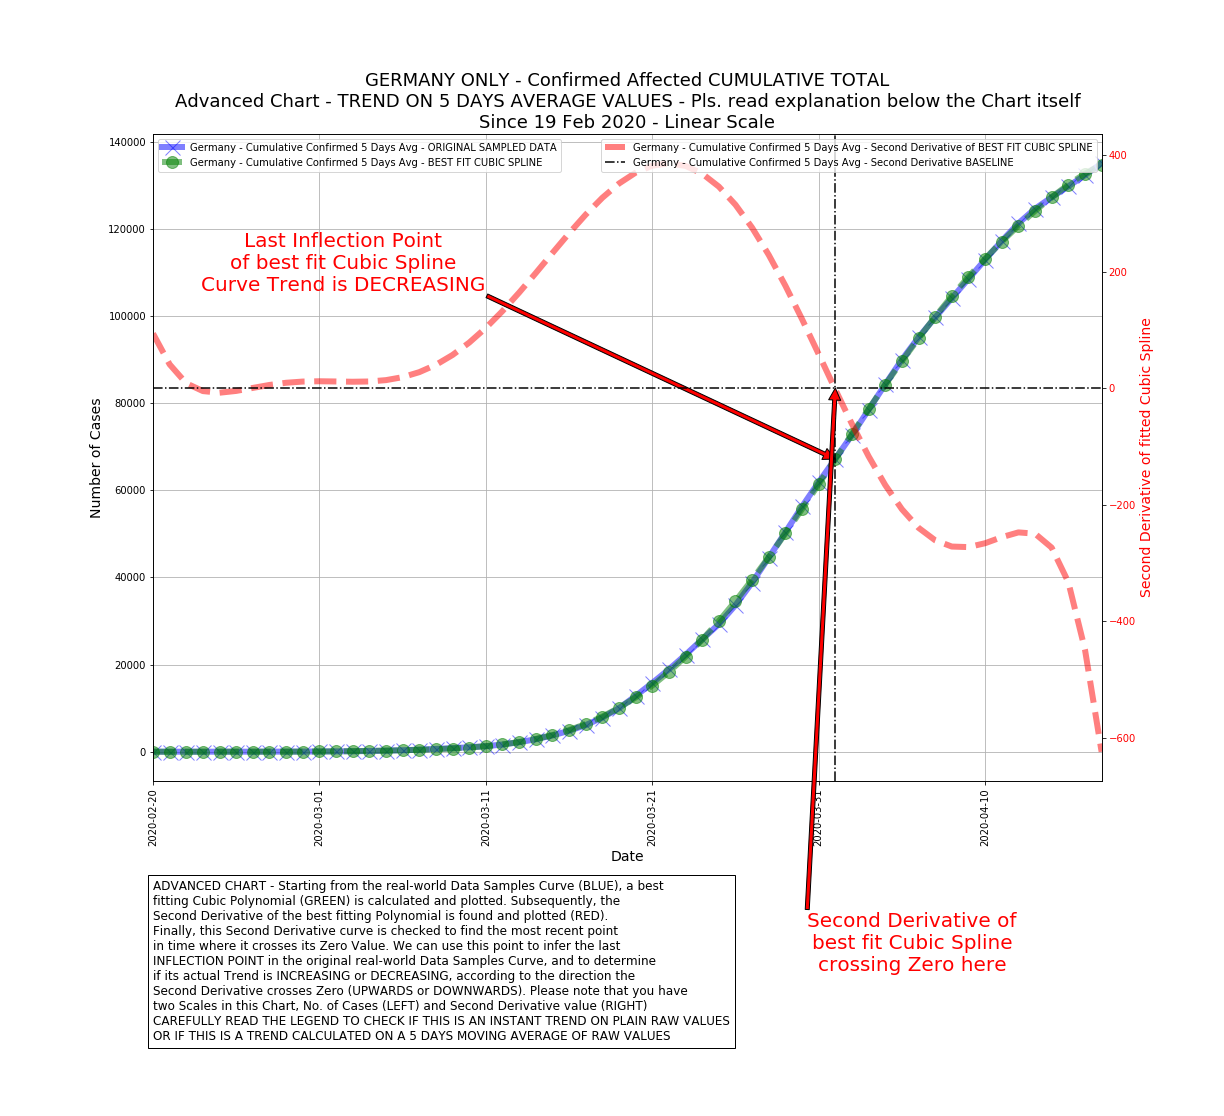 GERMANY ONLY - Confirmed Affected CUMULATIVE TOTAL
Advanced Chart - TREND ON 5 DAYS AVERAGE VALUES - Pls. read explanation below the Chart itself
Since 19 Feb 2020 - Linear Scale
Germany - Cumulative Confirmed 5 Days Avg - ORIGINAL SAMPLED DATA
Germany - Cumulative Confirmed 5 Days Avg - BEST FIT CUBIC SPLINE
Germany - Cumulative Confirmed 5 Days Avg - Second Derivative of BEST FIT CUBIC SPLINE
Germany - Cumulative Confirmed 5 Days Avg - Second Derivative BASELINE
Last Inflection Point
of best fit Cubic Spline
Curve Trend is DECREASING
Number of Cases
140000
120000
100000
80000
60000
40000
20000
0
400
200
0
−200
−400
−600
Second Derivative of fitted Cubic Spline
2020-02-20
2020-03-01
2020-03-11
2020-03-21
2020-03-31
2020-04-10
Date
ADVANCED CHART - Starting from the real-world Data Samples Curve (BLUE), a best
fitting Cubic Polynomial (GREEN) is calculated and plotted. Subsequently, the
Second Derivative of the best fitting Polynomial is found and plotted (RED).
Finally, this Second Derivative curve is checked to find the most recent point
in time where it crosses its Zero Value. We can use this point to infer the last
INFLECTION POINT in the original real-world Data Samples Curve, and to determine
if its actual Trend is INCREASING or DECREASING, according to the direction the
Second Derivative crosses Zero (UPWARDS or DOWNWARDS). Please note that you have
two Scales in this Chart, No. of Cases (LEFT) and Second Derivative value (RIGHT)
CAREFULLY READ THE LEGEND TO CHECK IF THIS IS AN INSTANT TREND ON PLAIN RAW VALUES
OR IF THIS IS A TREND CALCULATED ON A 5 DAYS MOVING AVERAGE OF RAW VALUES
Second Derivative of
best fit Cubic Spline
crossing Zero here